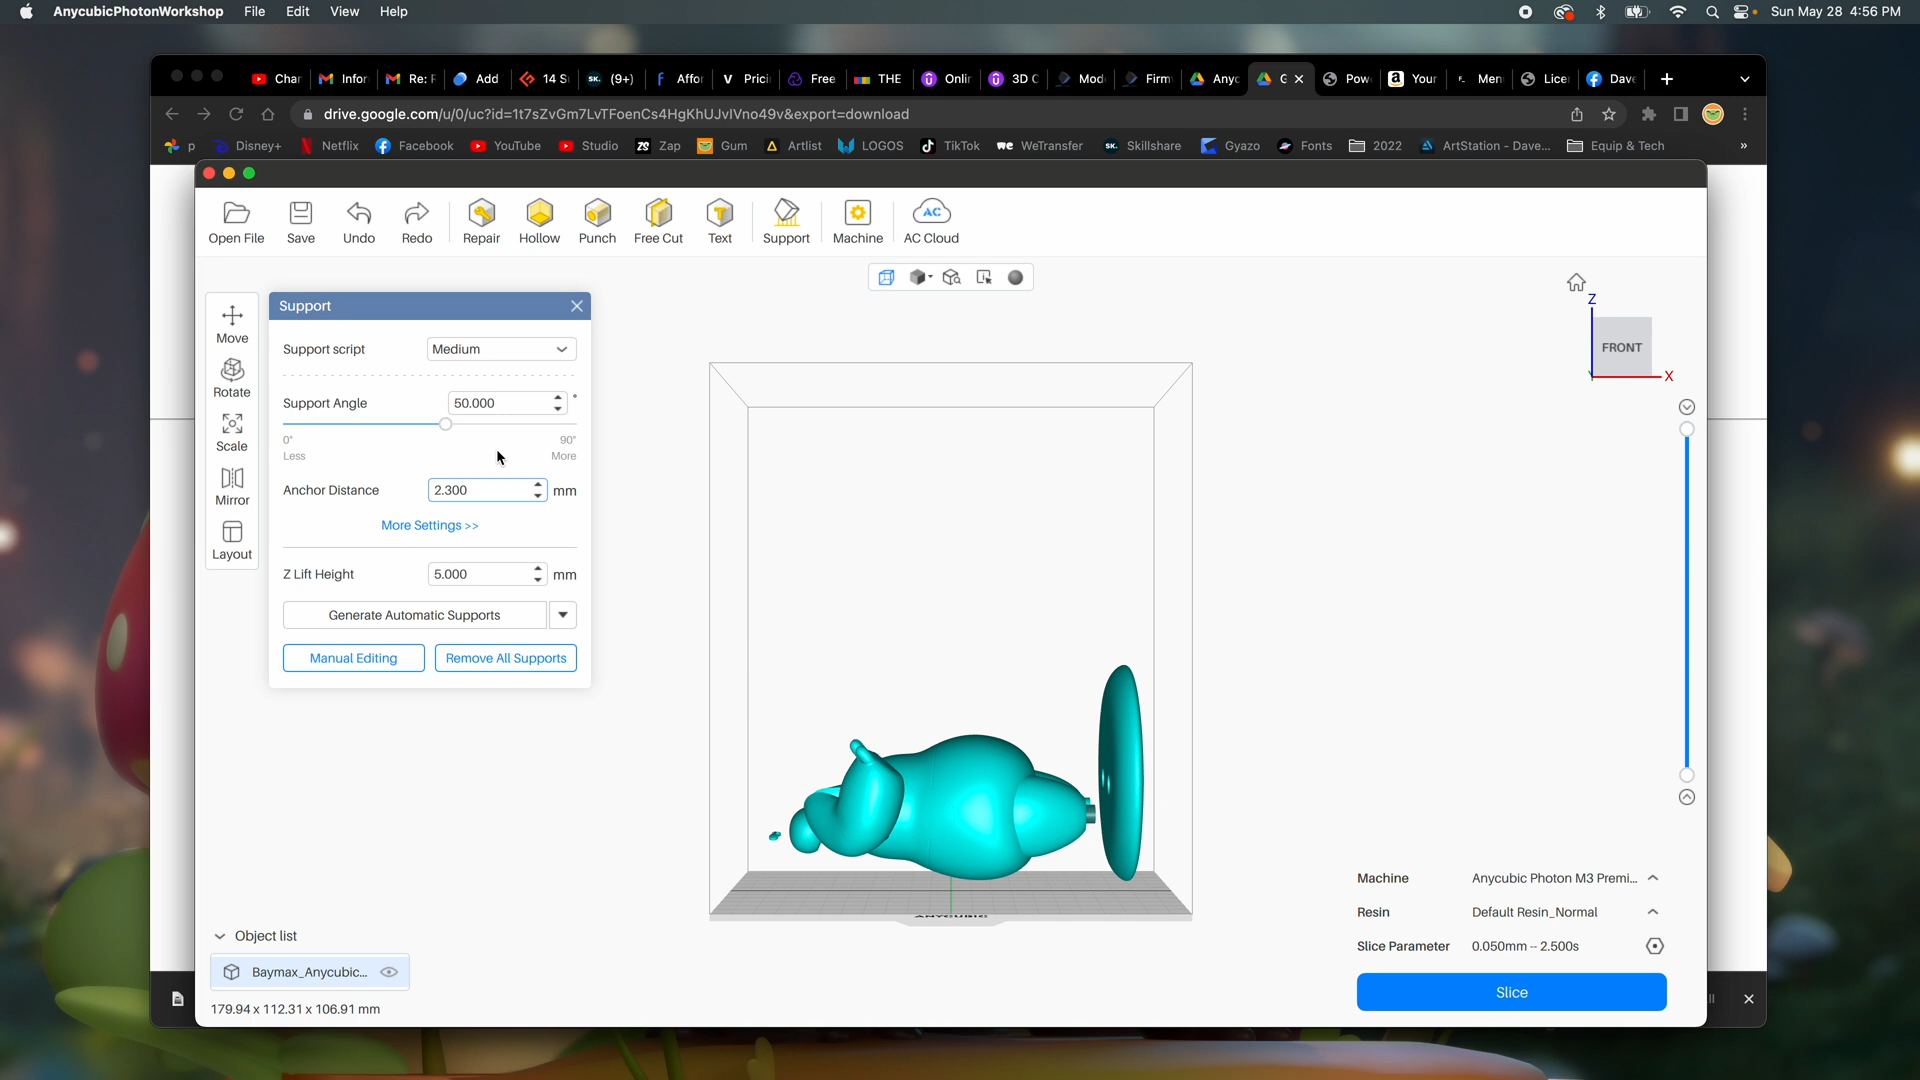 AnycubicPhotonWorkshop File Edit View Help
Sun May 28 4:56 PM
Char Infor Re: F Add 14 S (9+) Affor Prici Free THE Onlir 3D C Mod Firm Anyc G Pow Your Men Licer Dave
drive.google.com/u/0/uc?id=1t7sZvGm7LvTFoenCs4HgKhUJvIVno49v&export=download
p Disney+ Netflix Facebook YouTube Studio Zap Gum Artlist LOGOS TikTok WeTransfer Skillshare Gyazo Fonts 2022 ArtStation - Dave... Equip & Tech »
Open File Save Undo Redo Repair Hollow Punch Free Cut Text Support Machine AC Cloud
Move
Rotate
Scale
Mirror
Layout
Support
Support script Medium
Support Angle 50.000 °
0° 90°
Less More
Anchor Distance 2.300 mm
More Settings >>
Z Lift Height 5.000 mm
Generate Automatic Supports
Manual Editing Remove All Supports
Z
FRONT
X
Y
ANYCUBIC
Object list
Baymax_Anycubic...
179.94 x 112.31 x 106.91 mm
Machine Anycubic Photon M3 Premi...
Resin Default Resin_Normal
Slice Parameter 0.050mm -- 2.500s
Slice